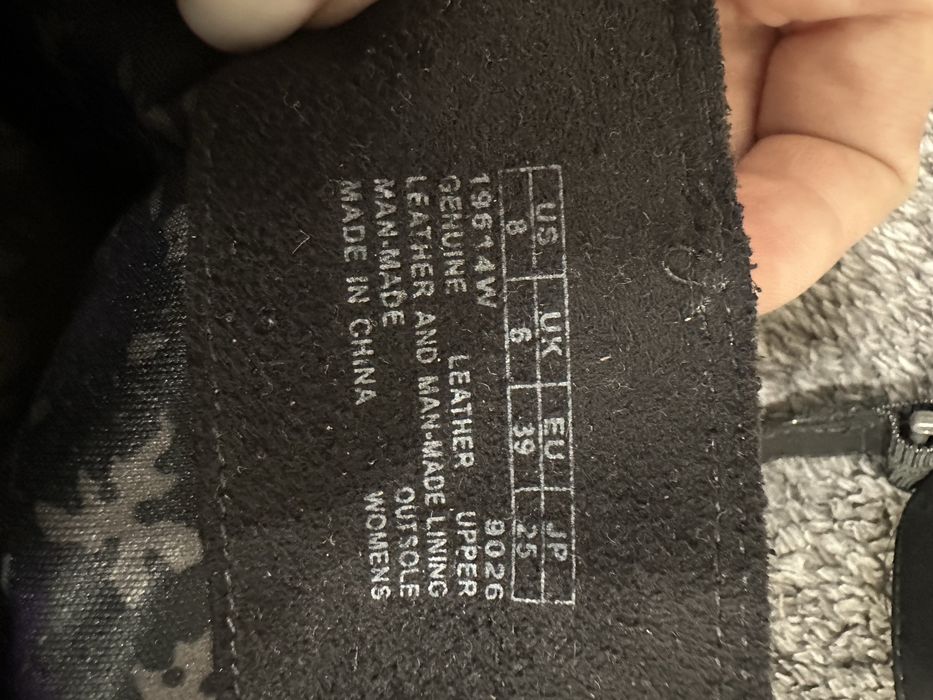 US UK EU JP
8 6 39 25
19614W 9026
GEHUINE LEATHER UPPER
LEATHER AND MAN-MADE LINING
MAN-MADE OUTSOLE
MADE IN CHINA WOMENS